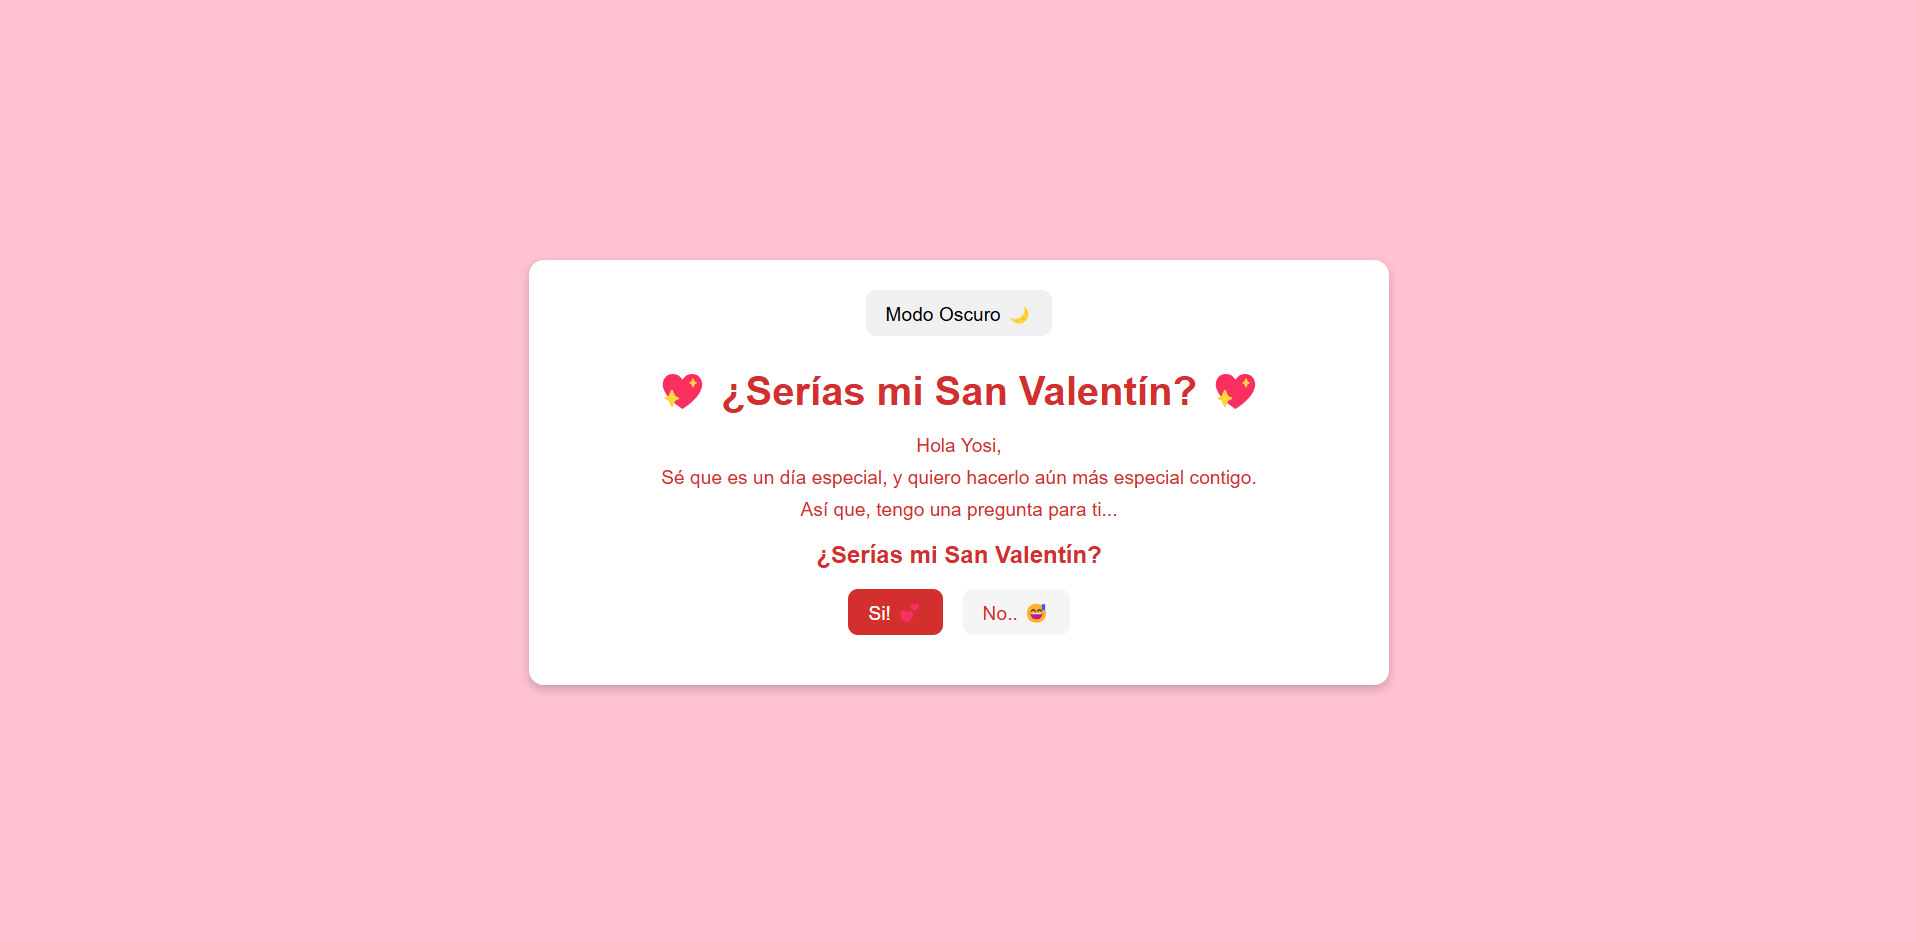 Modo Oscuro 🌙
💖 ¿Serías mi San Valentín? 💖
Hola Yosi,
Sé que es un día especial, y quiero hacerlo aún más especial contigo.
Así que, tengo una pregunta para ti...
¿Serías mi San Valentín?
Si! 💕 No.. 😅